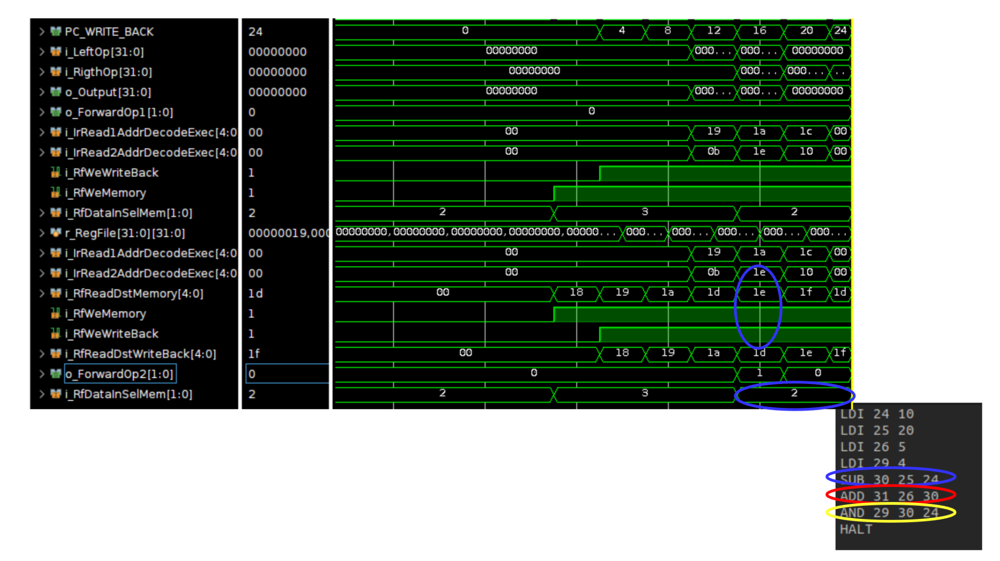 PC_WRITE_BACK 24 0 4 8 12 16 20 24
i_LeftOp[31:0] 00000000 00000000 000... 000... 00000000
i_RigthOp[31:0] 00000000 00000000 000... 000... ..
o_Output[31:0] 00000000 00000000 000... 000... 00000000
o_ForwardOp1[1:0] 0 0
i_IrRead1AddrDecodeExec[4:0 00 00 19 1a 1c 00
i_IrRead2AddrDecodeExec[4:0 00 00 0b 1e 10 00
i_RfWeWriteBack 1
i_RfWeMemory 1
i_RfDataInSelMem[1:0] 2 2 3 2
r_RegFile[31:0][31:0] 00000019,000 00000000,00000000,00000000,00000000,00000... 000... 000... 000... 000... 000...
i_IrRead1AddrDecodeExec[4:0 00 00 19 1a 1c 00
i_IrRead2AddrDecodeExec[4:0 00 00 0b 1e 10 00
i_RfReadDstMemory[4:0] 1d 00 18 19 1a 1d 1e 1f 1d
i_RfWeMemory 1
i_RfWeWriteBack 1
i_RfReadDstWriteBack[4:0] 1f 00 18 19 1a 1d 1e 1f
o_ForwardOp2[1:0] 0 0 1 0
i_RfDataInSelMem[1:0] 2 2 3 2
LDI 24 10
LDI 25 20
LDI 26 5
LDI 29 4
SUB 30 25 24
ADD 31 26 30
AND 29 30 24
HALT